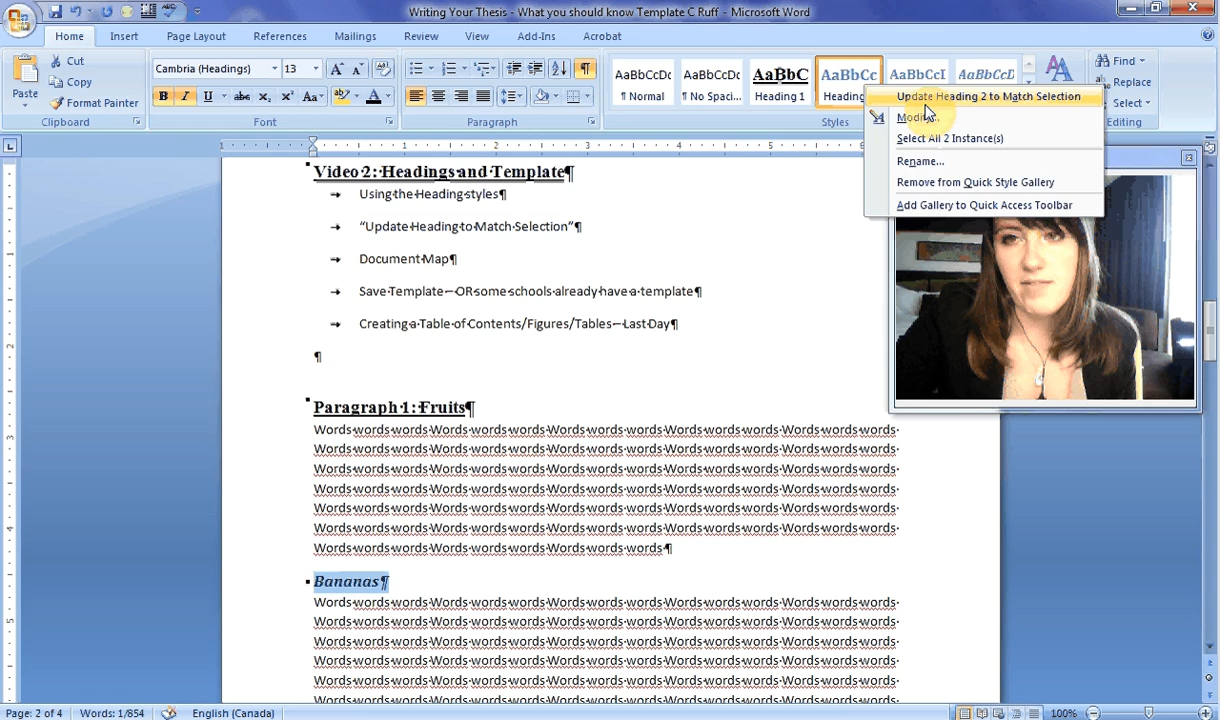 Writing Your Thesis - What you should know Template C Ruff - Microsoft Word
Home Insert Page Layout References Mailings Review View Add-Ins Acrobat
Paste
Cut
Copy
Format Painter
Clipboard
Cambria (Headings) 13
B I U abc X₂ X² Aa
Font
Paragraph
AaBbCcDc AaBbCcDc AaBbC AaBbCc AaBbCcI AaBbCcD
¶ Normal ¶ No Spaci... Heading 1 Heading
Styles
Find
Replace
Select
Editing
Update Heading 2 to Match Selection
Modify...
Select All 2 Instance(s)
Rename...
Remove from Quick Style Gallery
Add Gallery to Quick Access Toolbar
1 1 2 3 4 5 6
Video·2:·Headings·and·Template¶
→ Using·the·Heading·styles¶
→ “Update·Heading·to·Match·Selection”¶
→ Document·Map¶
→ Save·Template·–·OR·some·schools·already·have·a·template¶
→ Creating·a·Table·of·Contents/Figures/Tables·–·Last·Day¶
¶
Paragraph·1:·Fruits¶
Words·words·words·Words·words·words·Words·words·words·Words·words·words·Words·words·words·
Words·words·words·Words·words·words·Words·words·words·Words·words·words·Words·words·words·
Words·words·words·Words·words·words·Words·words·words·Words·words·words·Words·words·words·
Words·words·words·Words·words·words·Words·words·words·Words·words·words·Words·words·words·
Words·words·words·Words·words·words·Words·words·words·Words·words·words·Words·words·words·
Words·words·words·Words·words·words·Words·words·words·Words·words·words·Words·words·words·
Words·words·words·Words·words·words·Words·words·words·¶
Bananas¶
Words·words·words·Words·words·words·Words·words·words·Words·words·words·Words·words·words·
Words·words·words·Words·words·words·Words·words·words·Words·words·words·Words·words·words·
Words·words·words·Words·words·words·Words·words·words·Words·words·words·Words·words·words·
Words·words·words·Words·words·words·Words·words·words·Words·words·words·Words·words·words·
Words·words·words·Words·words·words·Words·words·words·Words·words·words·Words·words·words·
Page: 2 of 4 Words: 1/854 English (Canada) 100%